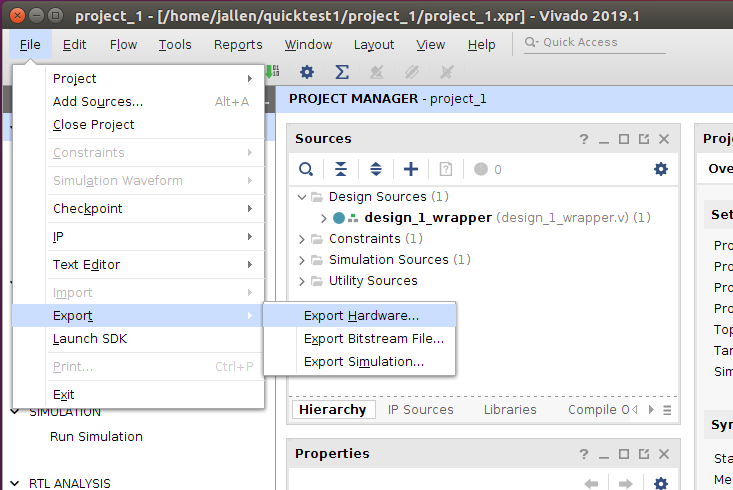 project_1 - [/home/jallen/quicktest1/project_1/project_1.xpr] - Vivado 2019.1
File Edit Flow Tools Reports Window Layout View Help Quick Access
PROJECT MANAGER - project_1
Project
Add Sources... Alt+A
Close Project
Constraints
Simulation Waveform
Checkpoint
IP
Text Editor
Import
Export
Launch SDK
Print... Ctrl+P
Exit
Export Hardware...
Export Bitstream File...
Export Simulation...
SIMULATION
Run Simulation
RTL ANALYSIS
Sources
0
Design Sources (1)
design_1_wrapper (design_1_wrapper.v) (1)
Constraints (1)
Simulation Sources (1)
Utility Sources
Hierarchy IP Sources Libraries Compile O
Properties
Proj
Ove
Set
Pro
Pro
Pro
Pro
Top
Tar
Sim
Syn
Sta